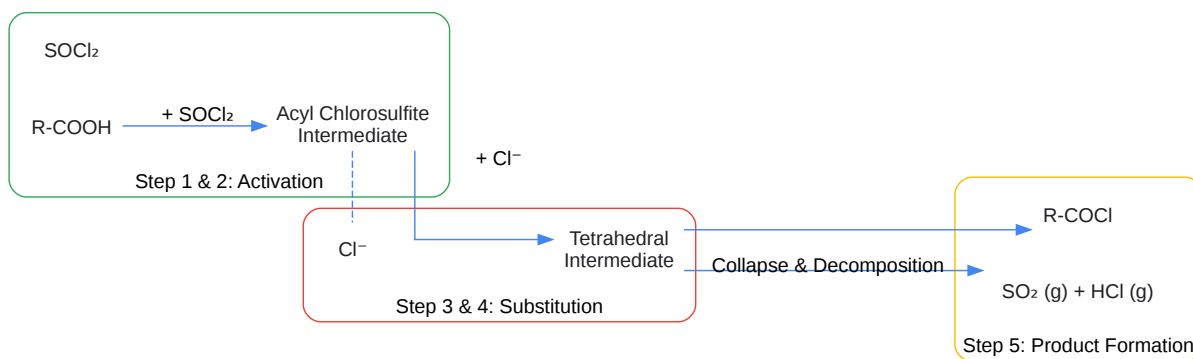 SOCl₂
R-COOH
+ SOCl₂
Acyl Chlorosulfite
Intermediate
Step 1 & 2: Activation
+ Cl⁻
Cl⁻
Tetrahedral
Intermediate
Step 3 & 4: Substitution
Collapse & Decomposition
R-COCl
SO₂ (g) + HCl (g)
Step 5: Product Formation